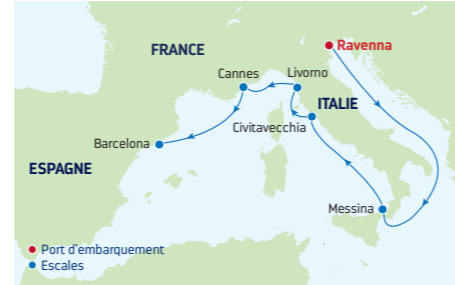 FRANCE
Ravenna
Cannes
Livorno
ITALIE
Civitavecchia
Barcelona
ESPAGNE
Messina
Port d'embarquement
Escales